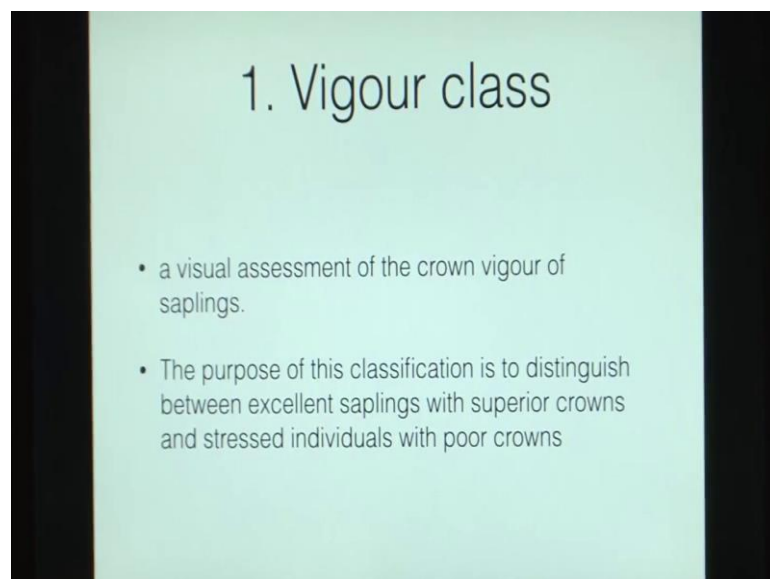 1. Vigour class
• a visual assessment of the crown vigour of
saplings.
• The purpose of this classification is to distinguish
between excellent saplings with superior crowns
and stressed individuals with poor crowns